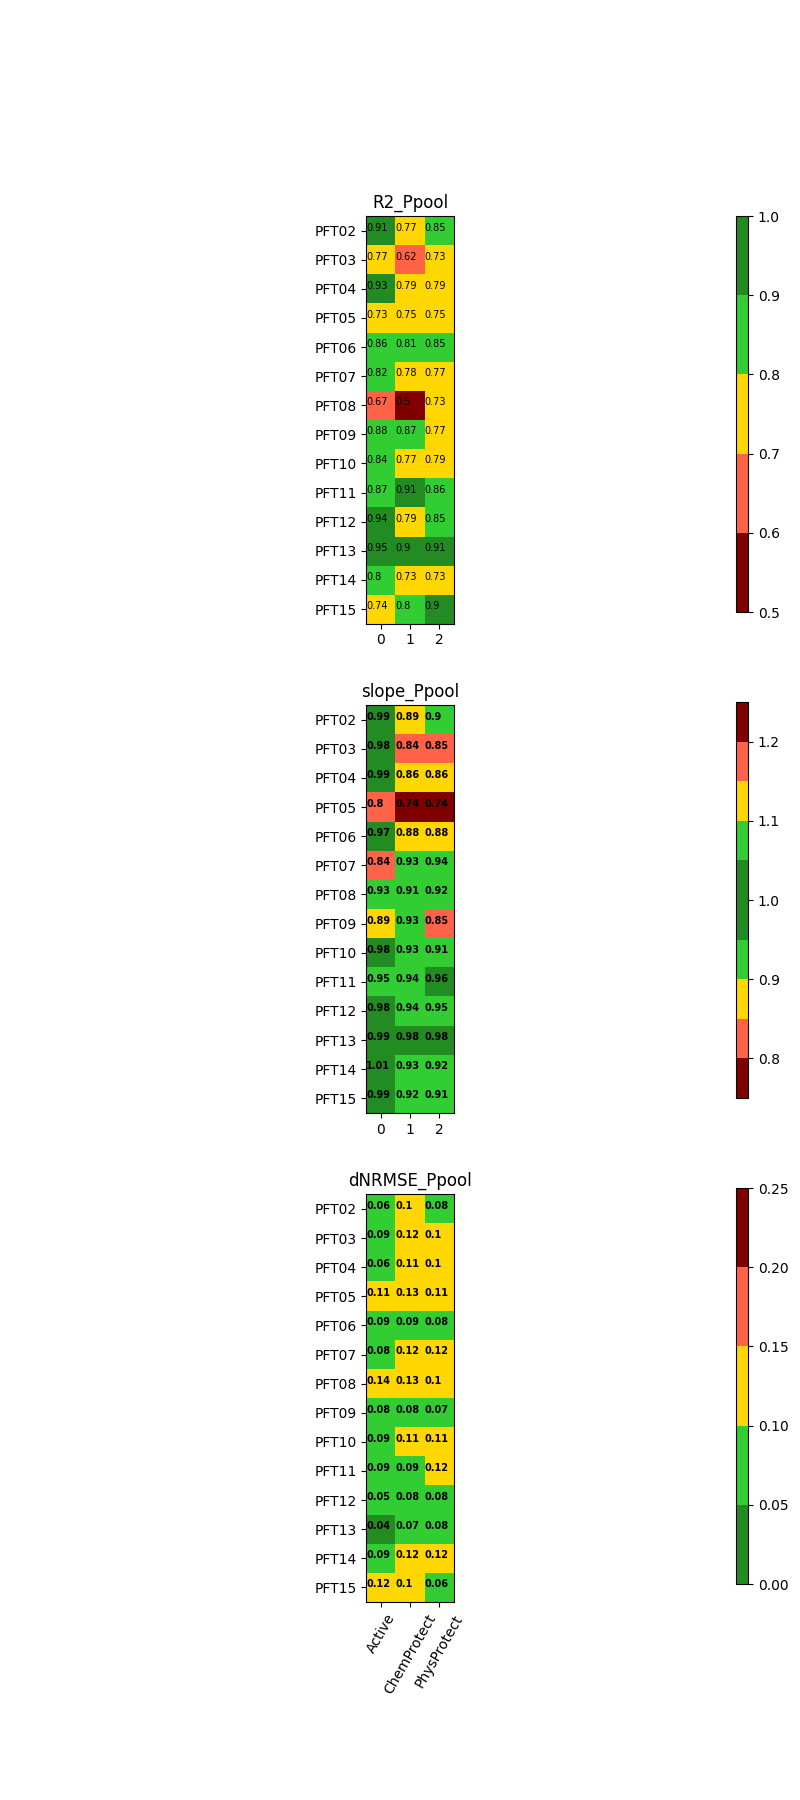 R2_Ppool
PFT02 0.91 0.77 0.85
PFT03 0.77 0.62 0.73
PFT04 0.93 0.79 0.79
PFT05 0.73 0.75 0.75
PFT06 0.86 0.81 0.85
PFT07 0.82 0.78 0.77
PFT08 0.67 0.5 0.73
PFT09 0.88 0.87 0.77
PFT10 0.84 0.77 0.79
PFT11 0.87 0.91 0.86
PFT12 0.94 0.79 0.85
PFT13 0.95 0.9 0.91
PFT14 0.8 0.73 0.73
PFT15 0.74 0.8 0.9
0 1 2
1.0
0.9
0.8
0.7
0.6
0.5
slope_Ppool
PFT02 0.99 0.89 0.9
PFT03 0.98 0.84 0.85
PFT04 0.99 0.86 0.86
PFT05 0.8 0.74 0.74
PFT06 0.97 0.88 0.88
PFT07 0.84 0.93 0.94
PFT08 0.93 0.91 0.92
PFT09 0.89 0.93 0.85
PFT10 0.98 0.93 0.91
PFT11 0.95 0.94 0.96
PFT12 0.98 0.94 0.95
PFT13 0.99 0.98 0.98
PFT14 1.01 0.93 0.92
PFT15 0.99 0.92 0.91
0 1 2
1.2
1.1
1.0
0.9
0.8
dNRMSE_Ppool
PFT02 0.06 0.1 0.08
PFT03 0.09 0.12 0.1
PFT04 0.06 0.11 0.1
PFT05 0.11 0.13 0.11
PFT06 0.09 0.09 0.08
PFT07 0.08 0.12 0.12
PFT08 0.14 0.13 0.1
PFT09 0.08 0.08 0.07
PFT10 0.09 0.11 0.11
PFT11 0.09 0.09 0.12
PFT12 0.05 0.08 0.08
PFT13 0.04 0.07 0.08
PFT14 0.09 0.12 0.12
PFT15 0.12 0.1 0.06
Active
ChemProtect
PhysProtect
0.25
0.20
0.15
0.10
0.05
0.00